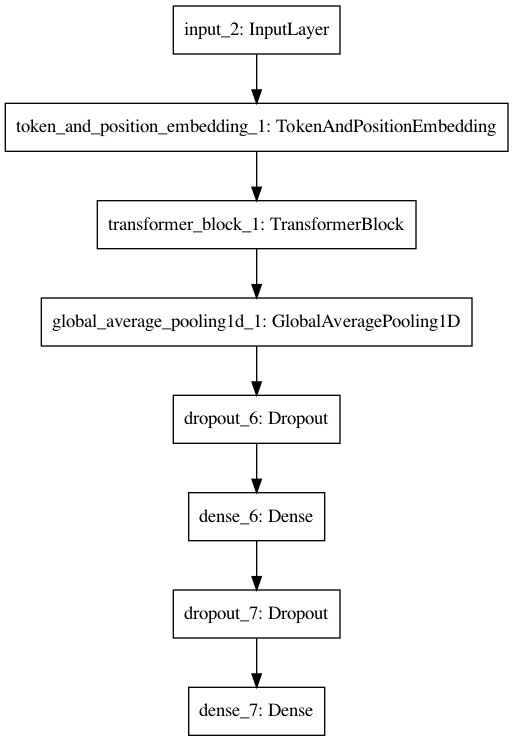 input_2: InputLayer
token_and_position_embedding_1: TokenAndPositionEmbedding
transformer_block_1: TransformerBlock
global_average_pooling1d_1: GlobalAveragePooling1D
dropout_6: Dropout
dense_6: Dense
dropout_7: Dropout
dense_7: Dense